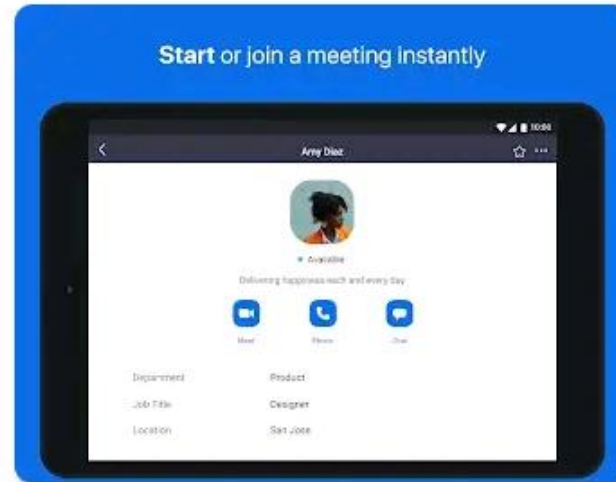 Start or join a meeting instantly
10:00
Amy Diaz
Available
Delivering happiness each and every day
Meet Phone Chat
Department Product
Job Title Designer
Location San Jose